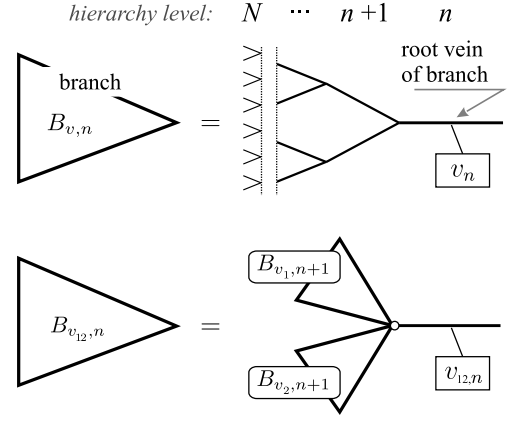 hierarchy level: N ... n +1 n
root vein
of branch
branch
B_{v,n} =
v_n
B_{v_1,n+1}
B_{v_{12},n} =
B_{v_2,n+1}
v_{12,n}